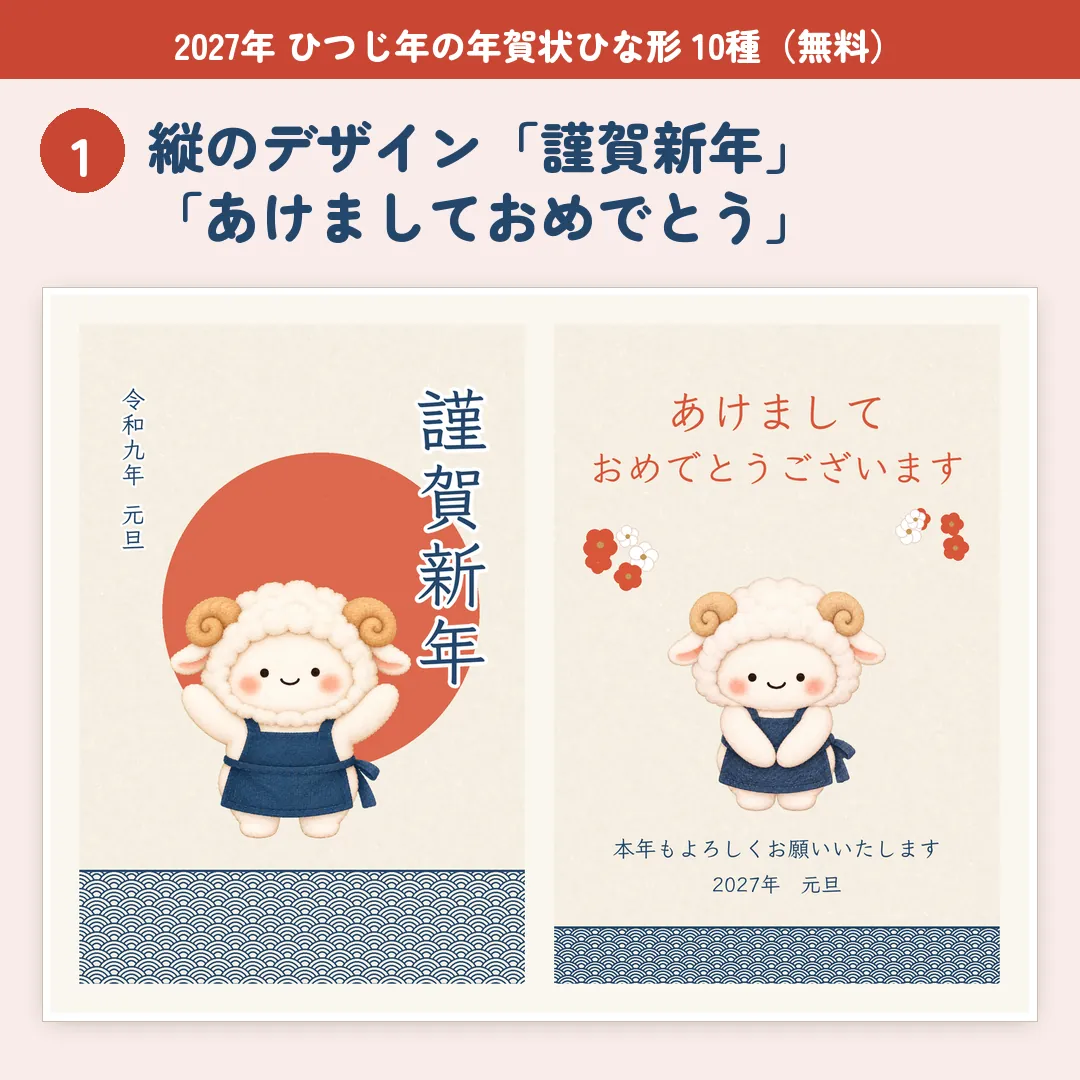 2027年 ひつじ年の年賀状ひな形 10種（無料）
1
縦のデザイン「謹賀新年」
「あけましておめでとう」
謹賀新年
令和九年 元旦
あけまして
おめでとうございます
本年もよろしくお願いいたします
2027年 元旦